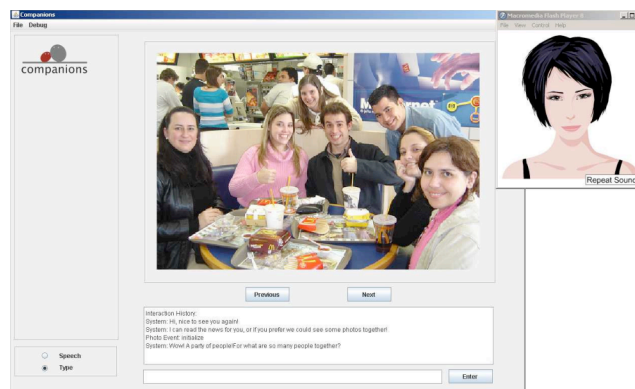 Companions
File Debug
companions
Previous
Next
Interaction History:
System: Hi, nice to see you again!
System: I can read the news for you, or if you prefer we could see some photos together!
Photo Event: initialize
System: Wow! A party of people!For what are so many people together?
Speech
Type
Enter
Macromedia Flash Player 8
File View Control Help
Repeat Sound